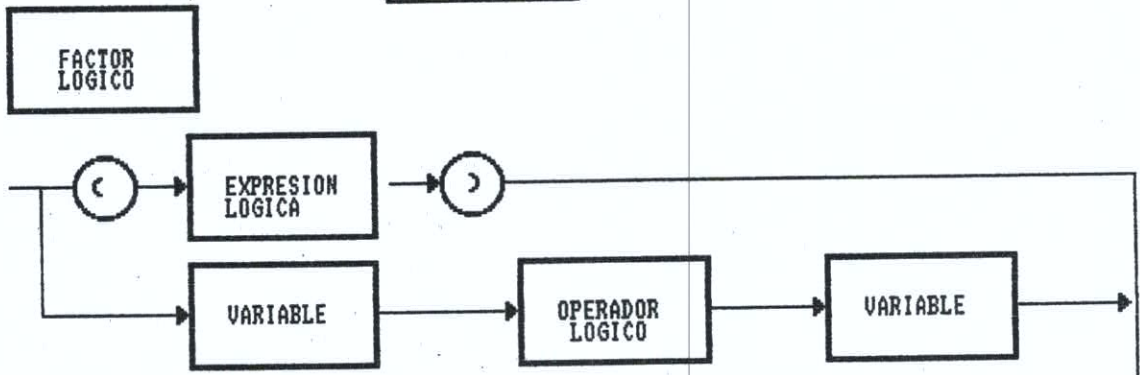 FACTOR
LOGICO
(
EXPRESION
LOGICA
)
VARIABLE
OPERADOR
LOGICO
VARIABLE